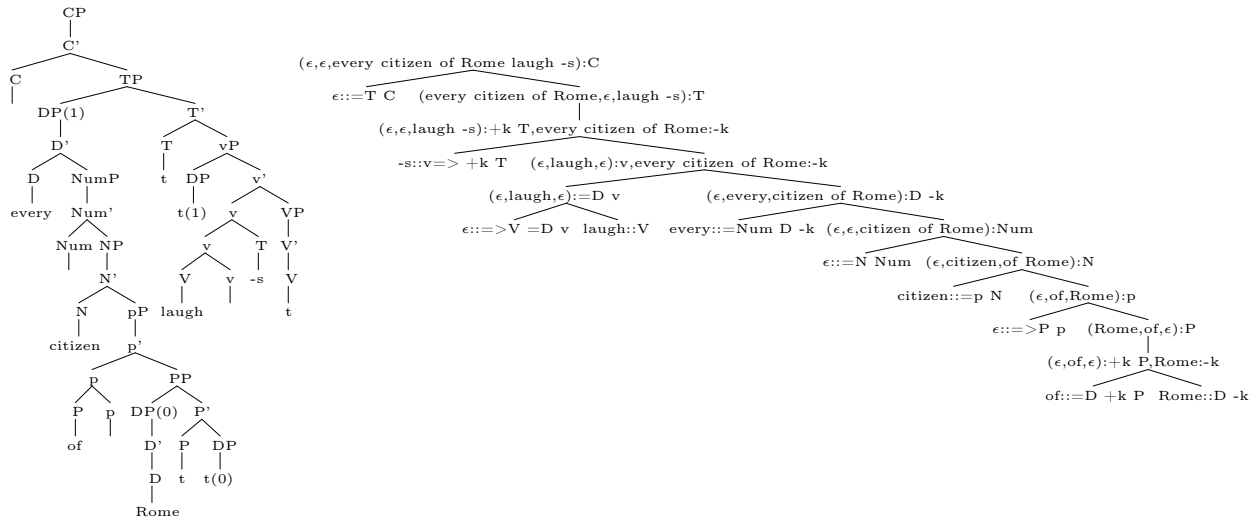 CP
C'
C TP
DP(1) T'
D' T vP
D NumP t DP v'
every Num' t(1) v VP
Num NP v T V'
N' V v -s V
N pP laugh t
citizen p'
p PP
P p DP(0) P'
of D' P DP
D t t(0)
Rome
(ϵ,ϵ,every citizen of Rome laugh -s):C
ϵ::=T C (every citizen of Rome,ϵ,laugh -s):T
(ϵ,ϵ,laugh -s):+k T,every citizen of Rome:-k
-s::v=> +k T (ϵ,laugh,ϵ):v,every citizen of Rome:-k
(ϵ,laugh,ϵ):=D v (ϵ,every,citizen of Rome):D -k
ϵ::=>V =D v laugh::V every::=Num D -k (ϵ,ϵ,citizen of Rome):Num
ϵ::=N Num (ϵ,citizen,of Rome):N
citizen::=p N (ϵ,of,Rome):p
ϵ::=>P p (Rome,of,ϵ):P
(ϵ,of,ϵ):+k P,Rome:-k
of::=D +k P Rome::D -k